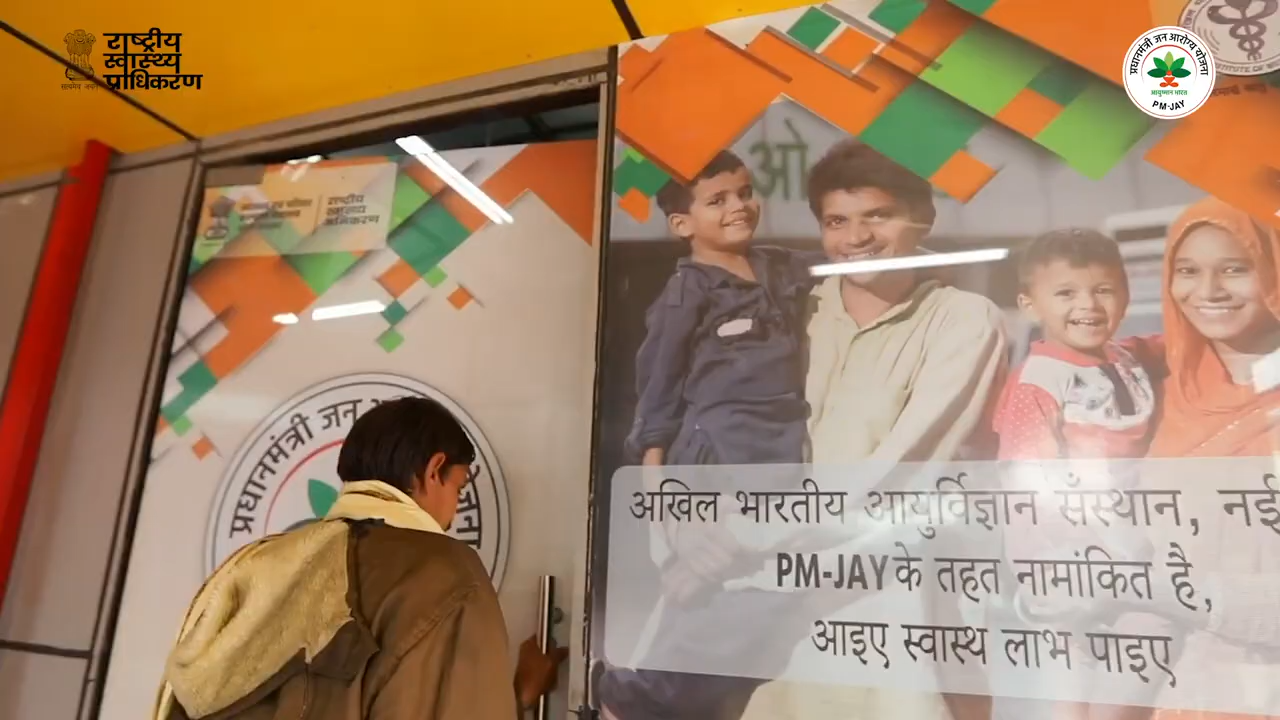 राष्ट्रीय
स्वास्थ्य
प्राधिकरण
प्रधानमंत्री जन आरोग्य योजना
आयुष्मान भारत
PM-JAY
राष्ट्रीय
स्वास्थ्य
प्राधिकरण
ओ
प्रधानमंत्री जन
अखिल भारतीय आयुर्विज्ञान सँस्थान, नई
PM-JAY के तहत नामांकित है,
आइए स्वास्थ लाभ पाइए